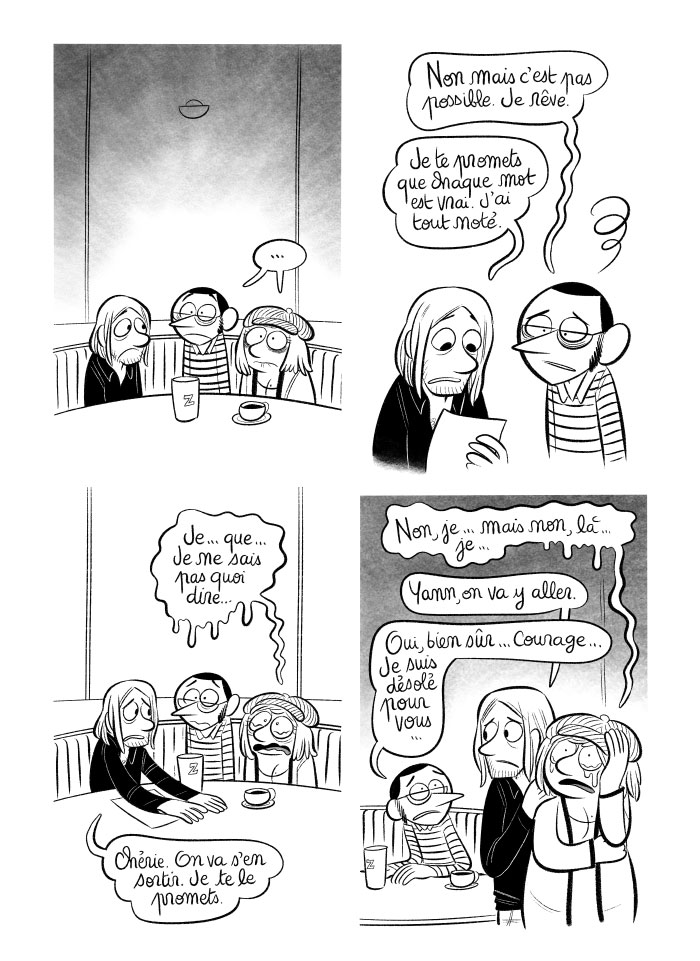 ...
Non mais c'est pas
possible. Je rêve.
Je te promets
que chaque mot
est vrai. J'ai
tout noté.
Z
Je... que...
Je ne sais
pas quoi
dire...
Z
Chérie. On va s'en
sortir. Je te le
promets.
Non, je... mais non, là...
je...
Yann, on va y aller.
Oui, bien sûr... Courage...
Je suis
désolé
pour
vous
...
Z